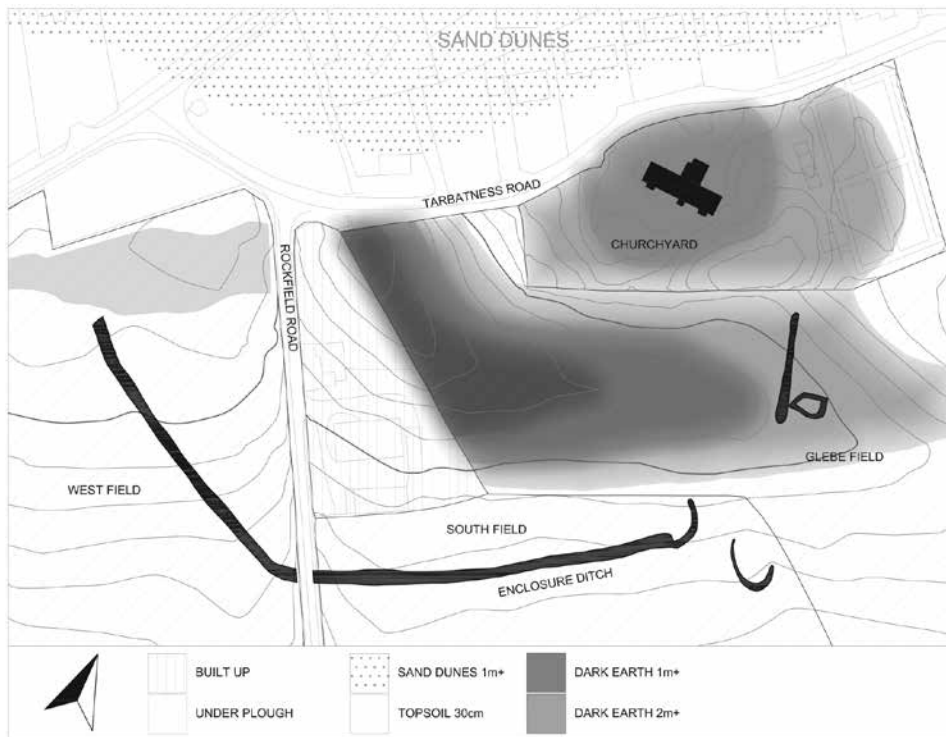 SAND DUNES
TARBATNESS ROAD
CHURCHYARD
ROCKFIELD ROAD
WEST FIELD
GLEBE FIELD
SOUTH FIELD
ENCLOSURE DITCH
BUILT UP
SAND DUNES 1m+
DARK EARTH 1m+
UNDER PLOUGH
TOPSOIL 30cm
DARK EARTH 2m+